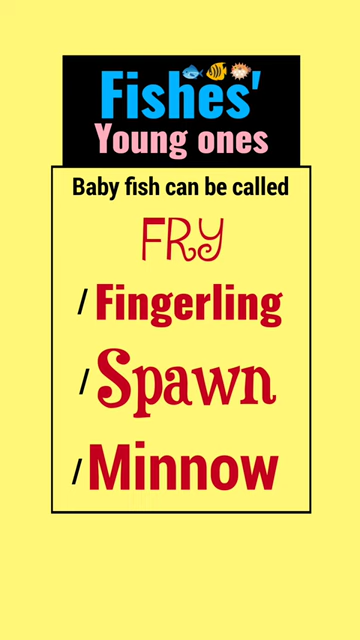 Fishes'
Young ones
Baby fish can be called
FRY
/ Fingerling
/ Spawn
/ Minnow